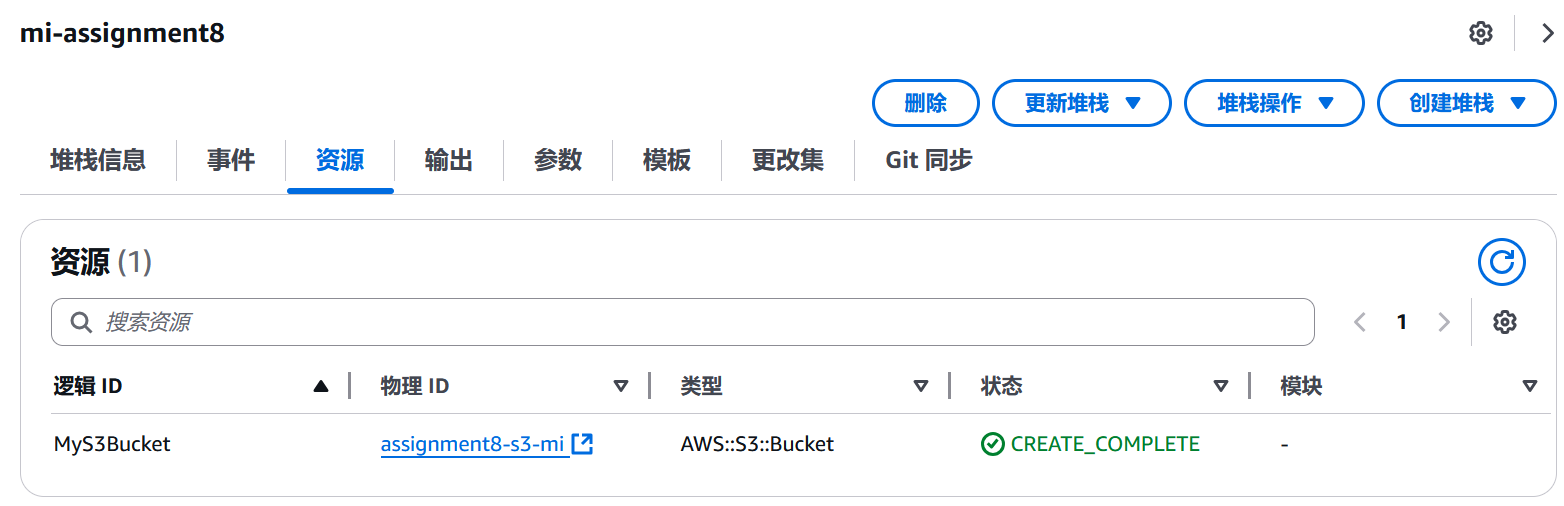 mi-assignment8
删除 更新堆栈 堆栈操作 创建堆栈
堆栈信息 事件 资源 输出 参数 模板 更改集 Git 同步
资源 (1)
搜索资源 1
逻辑 ID 物理 ID 类型 状态 模块
MyS3Bucket assignment8-s3-mi AWS::S3::Bucket CREATE_COMPLETE -